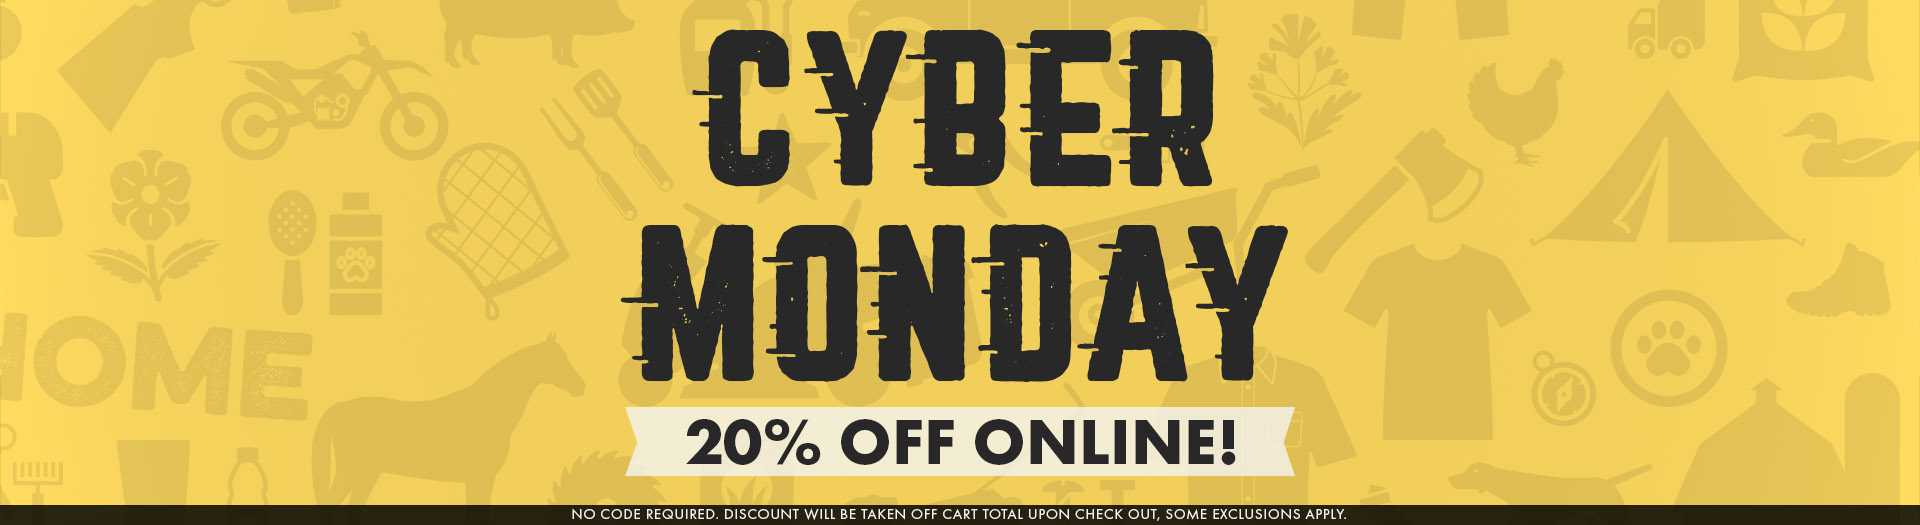 CYBER
MONDAY
HOME
20% OFF ONLINE!
NO CODE REQUIRED. DISCOUNT WILL BE TAKEN OFF CART TOTAL UPON CHECK OUT, SOME EXCLUSIONS APPLY.